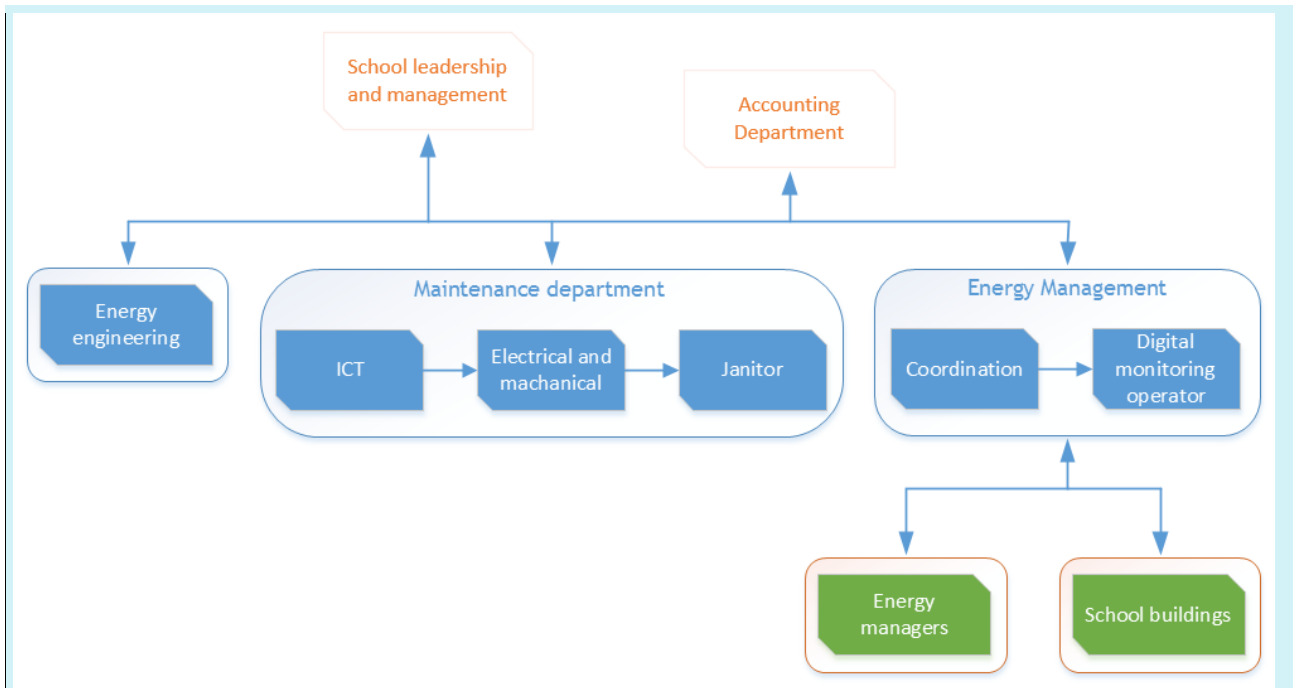 School leadership
and management
Accounting
Department
Energy
engineering
Maintenance department
ICT
Electrical and
machanical
Janitor
Energy Management
Coordination
Digital
monitoring
operator
Energy
managers
School buildings